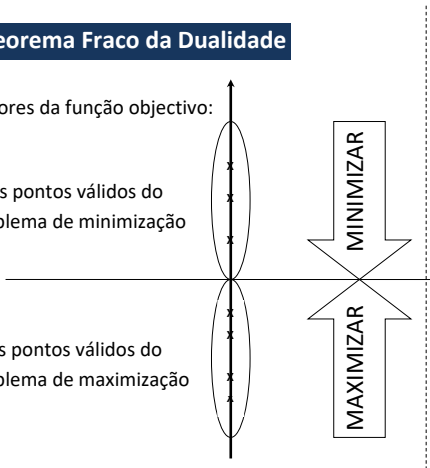 eorema Fraco da Dualidade
ores da função objectivo:
s pontos válidos do
blema de minimização
MINIMIZAR
x
x
x
x
x
x
x
s pontos válidos do
blema de maximização
MAXIMIZAR